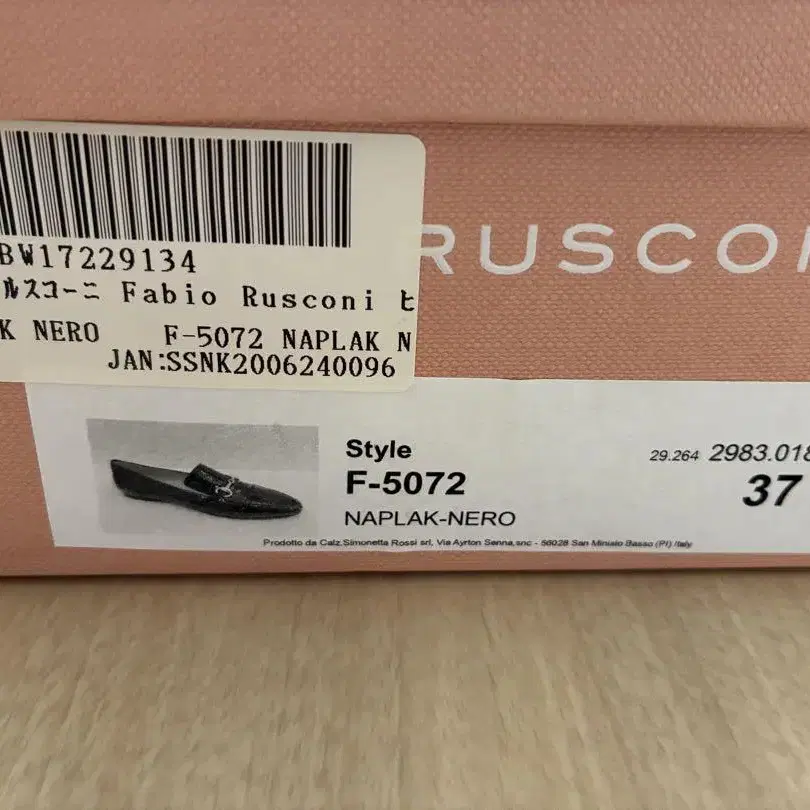 RUSCO
BW17229134
ルスコーニ Fabio Rusconi ヒ
K NERO F-5072 NAPLAK N
JAN:SSNK2006240096
Style
F-5072
NAPLAK-NERO
29.264 2983.018
37
Prodotto da Calz.Simonetta Rossi srl, Via Ayrton Senna,snc - 56028 San Miniato Basso (PI) Italy